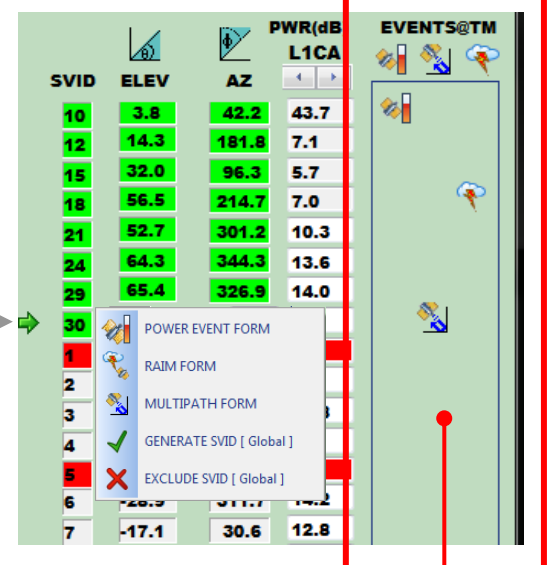 PWR(dB EVENTS@TM
L1CA
SVID ELEV AZ
10 3.8 42.2 43.7
12 14.3 181.8 7.1
15 32.0 96.3 5.7
18 56.5 214.7 7.0
21 52.7 301.2 10.3
24 64.3 344.3 13.6
29 65.4 326.9 14.0
30 POWER EVENT FORM
1
RAIM FORM
2
3 MULTIPATH FORM
4 GENERATE SVID [ Global ]
5 EXCLUDE SVID [ Global ]
6 -28.9 14.2
7 -17.1 30.6 12.8